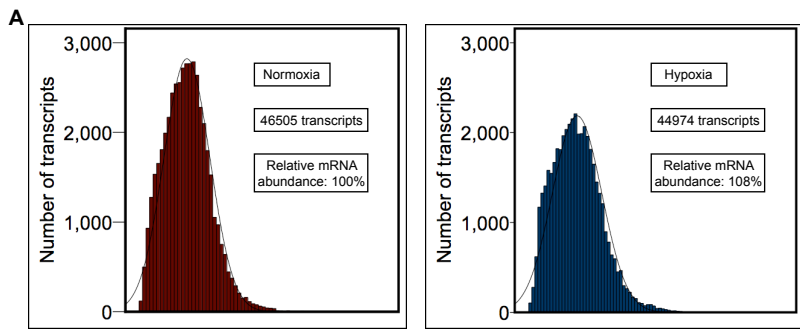 A
Number of transcripts
3,000
2,000
1,000
0
Normoxia
46505 transcripts
Relative mRNA
abundance: 100%
Number of transcripts
3,000
2,000
1,000
0
Hypoxia
44974 transcripts
Relative mRNA
abundance: 108%